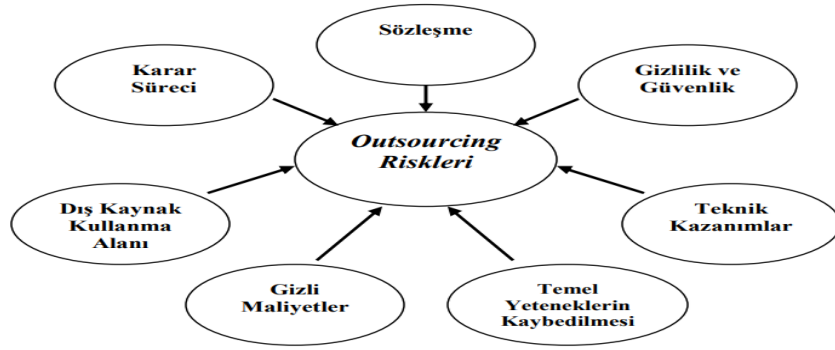 Sözleşme
Karar
Süreci
Gizlilik ve
Güvenlik
Outsourcing
Riskleri
Dış Kaynak
Kullanma
Alanı
Teknik
Kazanımlar
Gizli
Maliyetler
Temel
Yeteneklerin
Kaybedilmesi